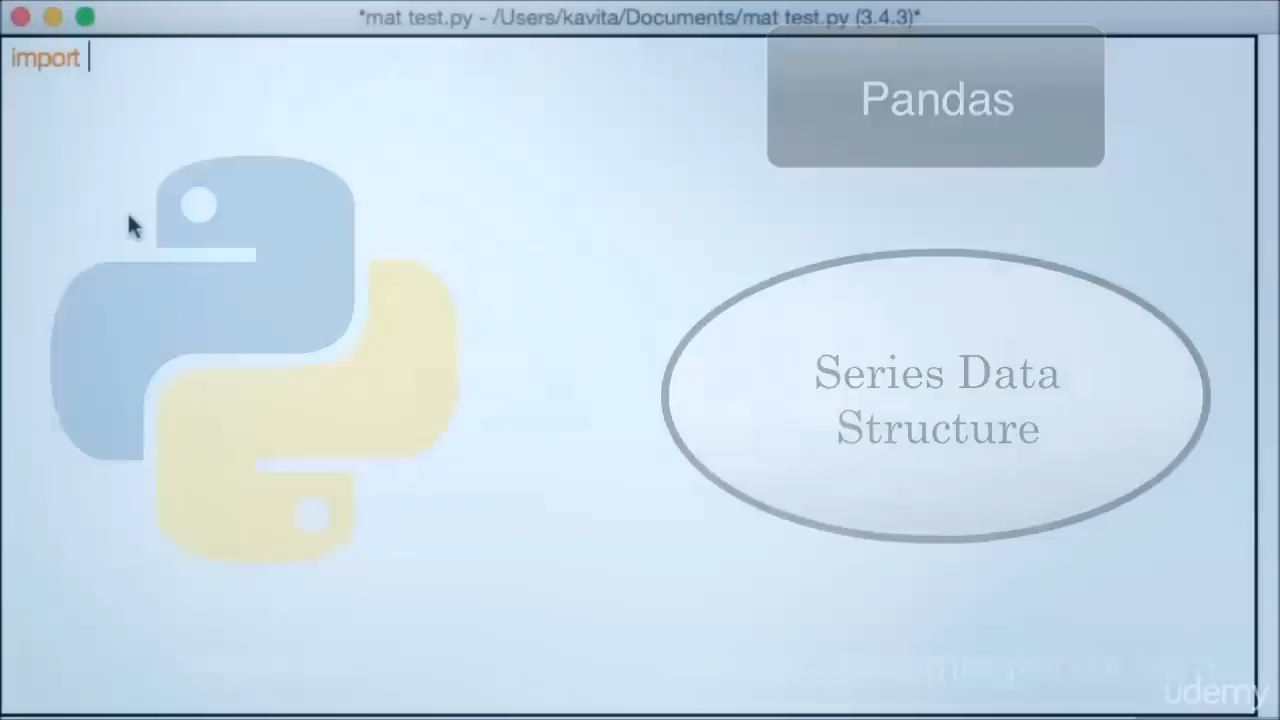 *mat test.py - /Users/kavita/Documents/mat test.py (3.4.3)*
import
Pandas
Series Data
Structure
udemy